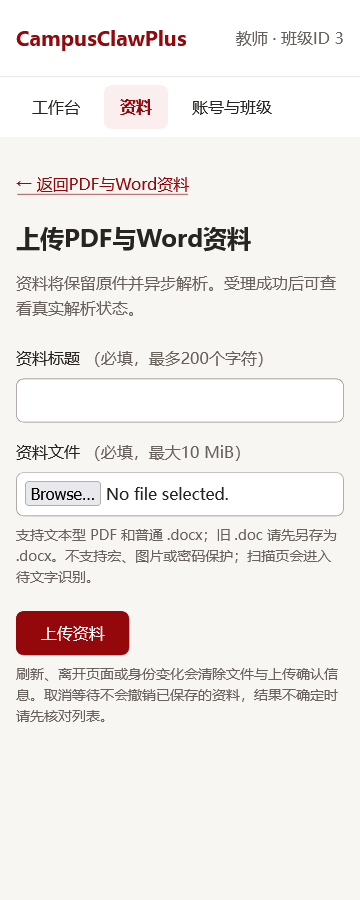 CampusClawPlus
教师 · 班级ID 3
工作台
资料
账号与班级
← 返回PDF与Word资料
上传PDF与Word资料
资料将保留原件并异步解析。受理成功后可查
看真实解析状态。
资料标题 （必填，最多200个字符）
资料文件 （必填，最大10 MiB）
Browse... No file selected.
支持文本型 PDF 和普通 .docx；旧 .doc 请先另存为
.docx。不支持宏、图片或密码保护；扫描页会进入
待文字识别。
上传资料
刷新、离开页面或身份变化会清除文件与上传确认信
息。取消等待不会撤销已保存的资料，结果不确定时
请先核对列表。